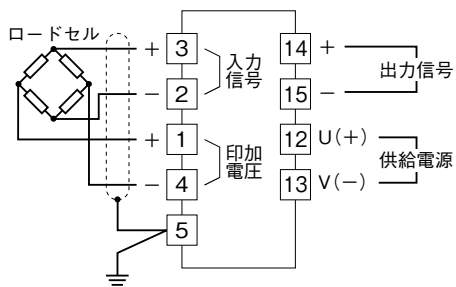 ロードセル
+ 3 入力 14 + 出力信号
− 2 信号 15 −
+ 1 印加 12 U(+) 供給電源
− 4 電圧 13 V(−)
5